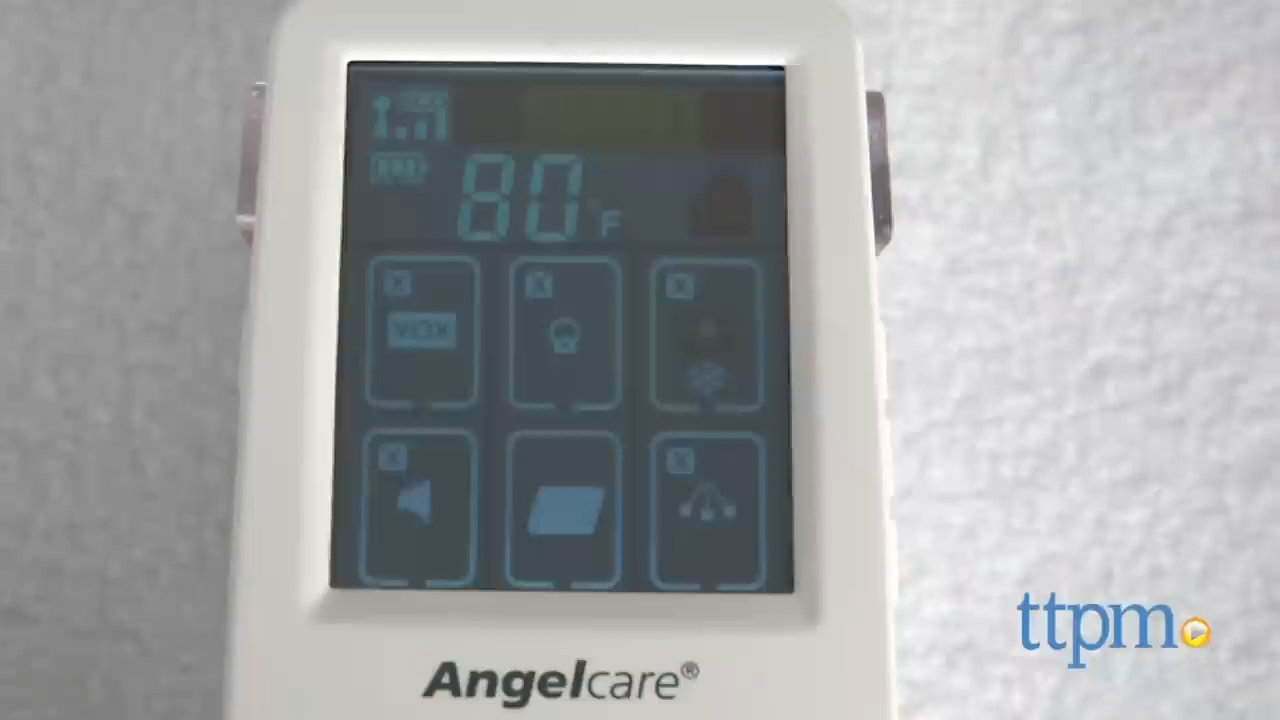 80°F
X X X
VOX
X X
Angelcare®
ttpm